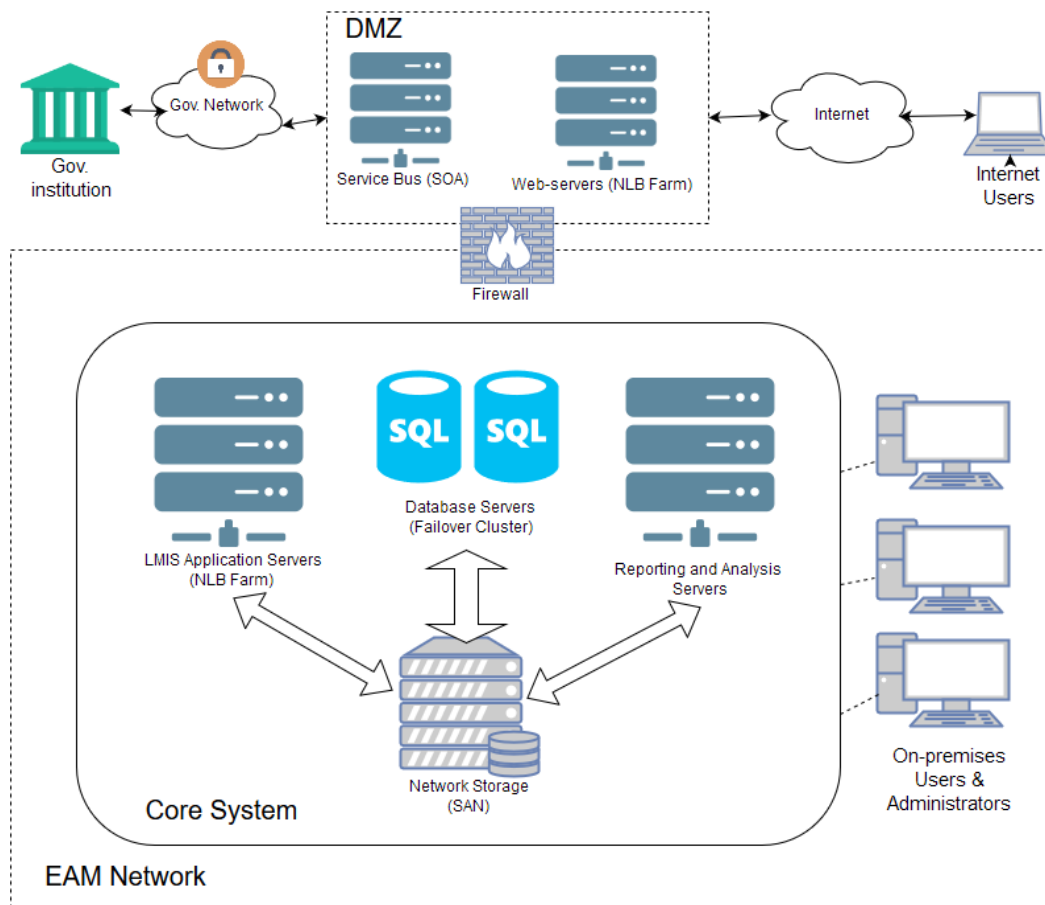 DMZ
Gov. Network
Internet
Gov.
institution
Service Bus (SOA)
Web-servers (NLB Farm)
Internet
Users
Firewall
SQL
SQL
Database Servers
(Failover Cluster)
LMIS Application Servers
(NLB Farm)
Reporting and Analysis
Servers
Network Storage
(SAN)
On-premises
Users &
Administrators
Core System
EAM Network